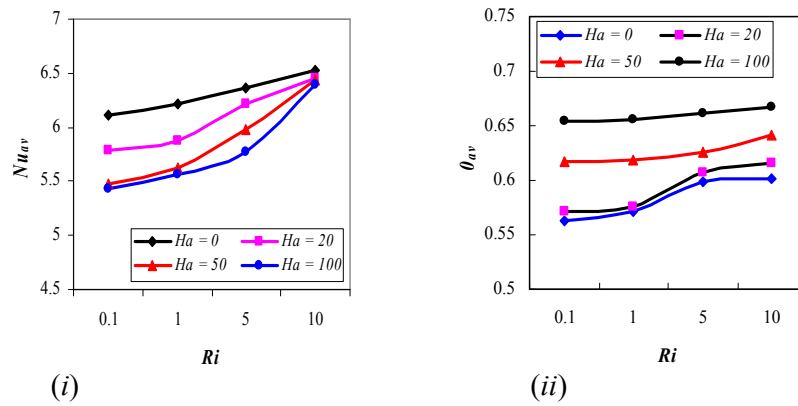 7
6.5
6
5.5
5
4.5
Nu_av
Ha = 0
Ha = 20
Ha = 50
Ha = 100
0.1 1 5 10
Ri
(i)
0.75
0.7
0.65
0.6
0.55
0.5
θ_av
Ha = 0
Ha = 20
Ha = 50
Ha = 100
0.1 1 5 10
Ri
(ii)